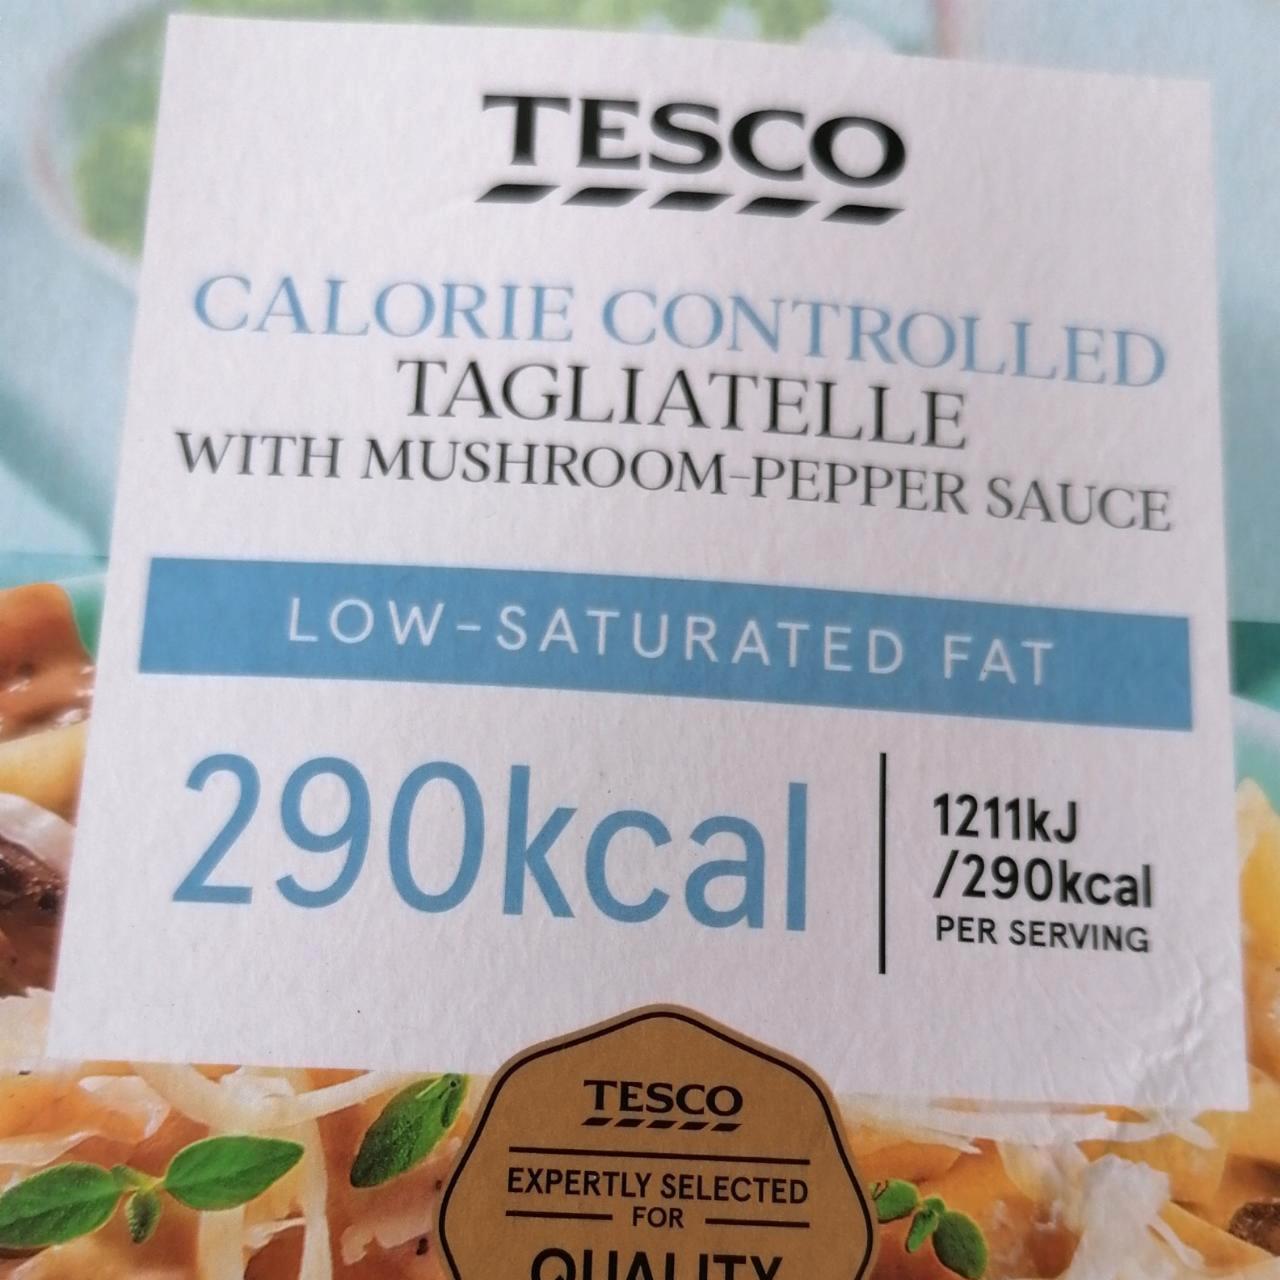 TESCO
CALORIE CONTROLLED
TAGLIATELLE
WITH MUSHROOM-PEPPER SAUCE
LOW-SATURATED FAT
290kcal
1211kJ
/290kcal
PER SERVING
TESCO
EXPERTLY SELECTED
FOR
QUALITY